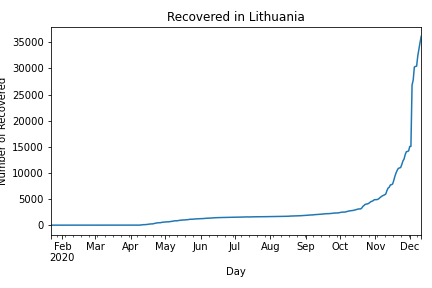 Recovered in Lithuania
35000
30000
25000
20000
15000
10000
5000
0
Number of Recovered
Feb Mar Apr May Jun Jul Aug Sep Oct Nov Dec
2020
Day